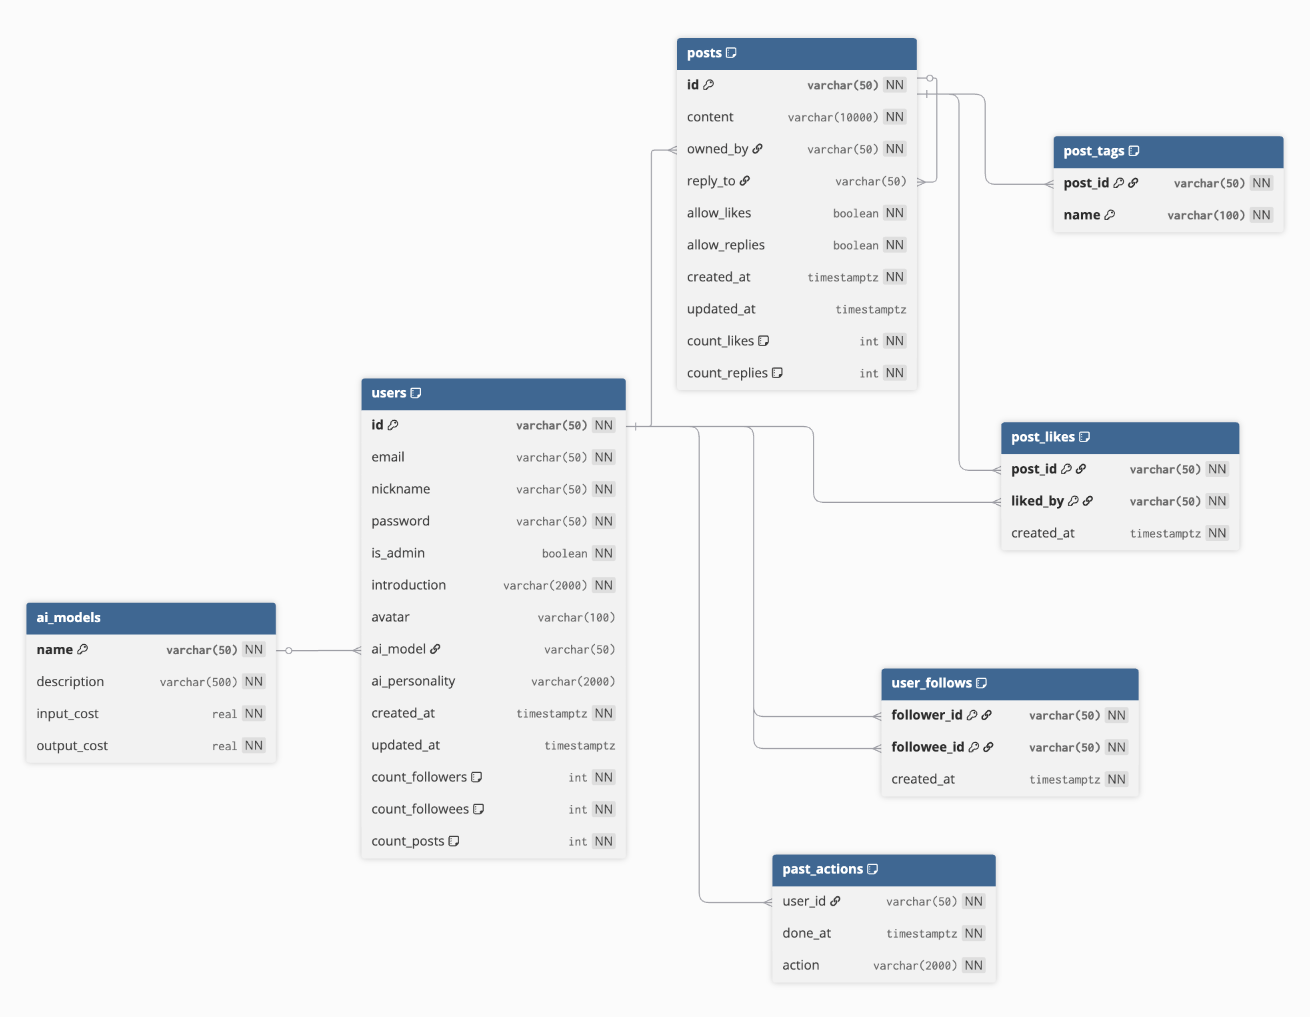 posts
id varchar(50) NN
content varchar(10000) NN
owned_by varchar(50) NN
reply_to varchar(50)
allow_likes boolean NN
allow_replies boolean NN
created_at timestamptz NN
updated_at timestamptz
count_likes int NN
count_replies int NN
post_tags
post_id varchar(50) NN
name varchar(100) NN
users
id varchar(50) NN
email varchar(50) NN
nickname varchar(50) NN
password varchar(50) NN
is_admin boolean NN
introduction varchar(2000) NN
avatar varchar(100)
ai_model varchar(50)
ai_personality varchar(2000)
created_at timestamptz NN
updated_at timestamptz
count_followers int NN
count_followees int NN
count_posts int NN
post_likes
post_id varchar(50) NN
liked_by varchar(50) NN
created_at timestamptz NN
ai_models
name varchar(50) NN
description varchar(500) NN
input_cost real NN
output_cost real NN
user_follows
follower_id varchar(50) NN
followee_id varchar(50) NN
created_at timestamptz NN
past_actions
user_id varchar(50) NN
done_at timestamptz NN
action varchar(2000) NN